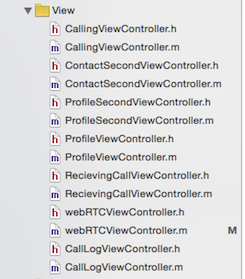 View
h CallingViewController.h
m CallingViewController.m
h ContactSecondViewController.h
m ContactSecondViewController.m
h ProfileSecondViewController.h
m ProfileSecondViewController.m
h ProfileViewController.h
m ProfileViewController.m
h RecievingCallViewController.h
m RecievingCallViewController.m
h webRTCViewController.h
m webRTCViewController.m M
h CallLogViewController.h
m CallLogViewController.m